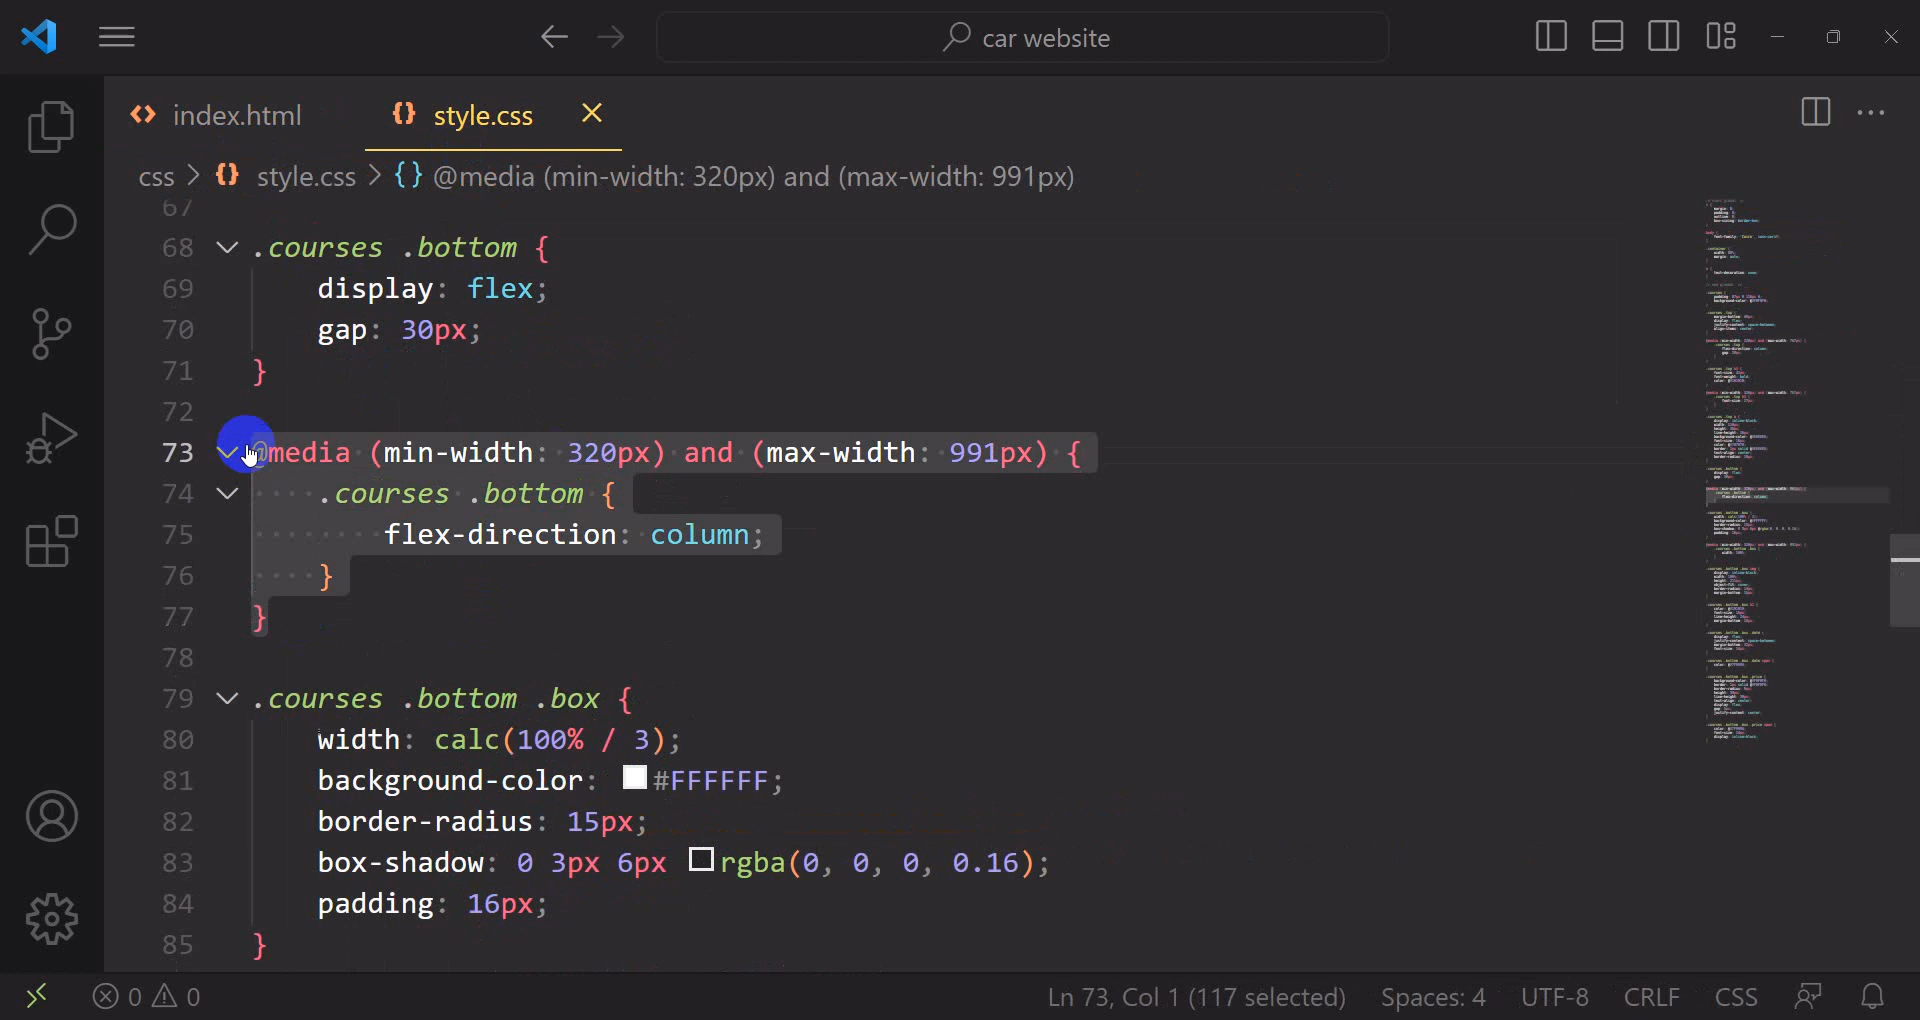 car website
index.html
style.css
css > style.css > {} @media (min-width: 320px) and (max-width: 991px)
67
68 .courses .bottom {
69 display: flex;
70 gap: 30px;
71 }
72
73 @media (min-width: 320px) and (max-width: 991px) {
74 .courses .bottom {
75 flex-direction: column;
76 }
77 }
78
79 .courses .bottom .box {
80 width: calc(100% / 3);
81 background-color: #FFFFFF;
82 border-radius: 15px;
83 box-shadow: 0 3px 6px rgba(0, 0, 0, 0.16);
84 padding: 16px;
85 }
0 0
Ln 73, Col 1 (117 selected)
Spaces: 4
UTF-8
CRLF
CSS